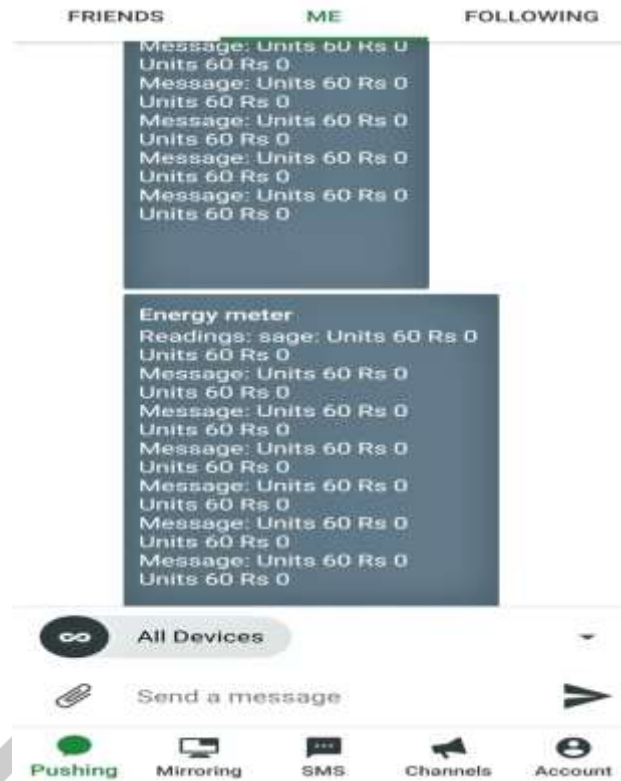 FRIENDS ME FOLLOWING
Message: Units 60 Rs 0
Units 60 Rs 0
Message: Units 60 Rs 0
Units 60 Rs 0
Message: Units 60 Rs 0
Units 60 Rs 0
Message: Units 60 Rs 0
Units 60 Rs 0
Message: Units 60 Rs 0
Units 60 Rs 0
Energy meter
Readings: sage: Units 60 Rs 0
Units 60 Rs 0
Message: Units 60 Rs 0
Units 60 Rs 0
Message: Units 60 Rs 0
Units 60 Rs 0
Message: Units 60 Rs 0
Units 60 Rs 0
Message: Units 60 Rs 0
Units 60 Rs 0
Message: Units 60 Rs 0
Units 60 Rs 0
Message: Units 60 Rs 0
Units 60 Rs 0
All Devices
Send a message
Pushing Mirroring SMS Channels Account